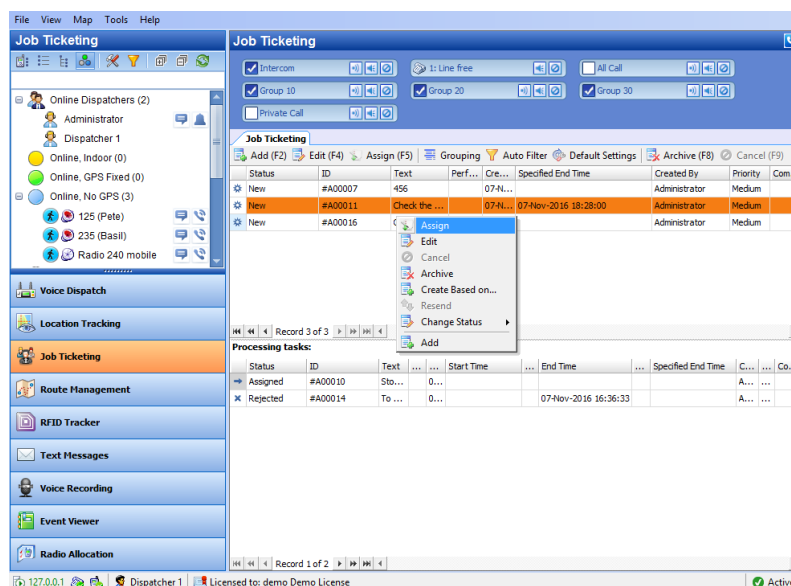 File View Map Tools Help
Job Ticketing
Online Dispatchers (2)
Administrator
Dispatcher 1
Online, Indoor (0)
Online, GPS Fixed (0)
Online, No GPS (3)
125 (Pete)
235 (Basil)
Radio 240 mobile
Voice Dispatch
Location Tracking
Job Ticketing
Route Management
RFID Tracker
Text Messages
Voice Recording
Event Viewer
Radio Allocation
Job Ticketing
Intercom 1: Line free All Call
Group 10 Group 20 Group 30
Private Call
Job Ticketing
Add (F2) Edit (F4) Assign (F5) Grouping Auto Filter Default Settings Archive (F8) Cancel (F9)
Status ID Text Perf... Cre... Specified End Time Created By Priority Com
New #A00007 456 07-N... Administrator Medium
New #A00011 Check the ... 07-N... 07-Nov-2016 18:28:00 Administrator Medium
New #A00016 Administrator Medium
Assign
Edit
Cancel
Archive
Create Based on...
Resend
Change Status
Add
Record 3 of 3
Processing tasks:
Status ID Text ... ... Start Time ... End Time ... Specified End Time C... ... Co.
Assigned #A00010 Sto... 0... A... ...
Rejected #A00014 To ... 0... 07-Nov-2016 16:36:33 A... ...
Record 1 of 2
127.0.0.1 Dispatcher 1 Licensed to: demo Demo License Active